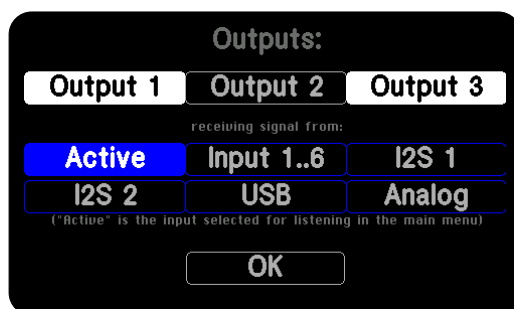 Outputs:
Output 1 Output 2 Output 3
receiving signal from:
Active Input 1..6 I2S 1
I2S 2 USB Analog
("Active" is the input selected for listening in the main menu)
OK